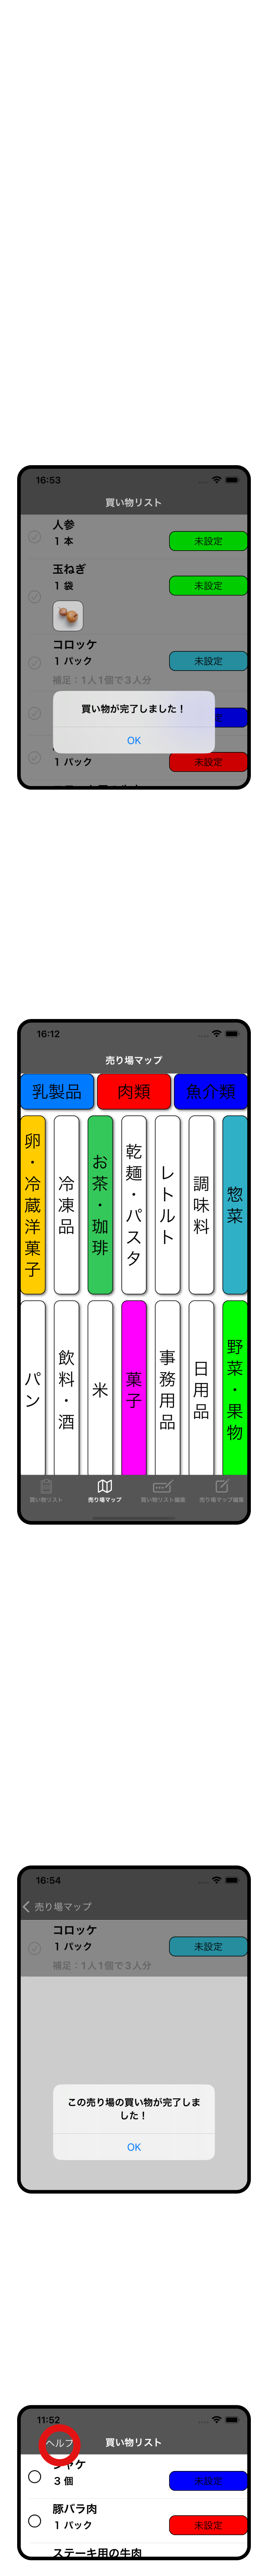 16:53
買い物リスト
人参
1 本
未設定
玉ねぎ
1 袋
未設定
コロッケ
1 パック
未設定
補足：1人1個で3人分
買い物が完了しました！
OK
1 パック
未設定
16:12
売り場マップ
乳製品
肉類
魚介類
卵・冷蔵洋菓子
冷凍品
お茶・珈琲
乾麺・パスタ
レトルト
調味料
惣菜
パン
飲料・酒
米
菓子
事務用品
日用品
野菜・果物
買い物リスト
売り場マップ
買い物リスト編集
売り場マップ編集
16:54
売り場マップ
コロッケ
1 パック
未設定
補足：1人1個で3人分
この売り場の買い物が完了しま
した！
OK
11:52
ヘルプ
買い物リスト
シャケ
3 個
未設定
豚バラ肉
1 パック
未設定
ステーキ用の牛肉